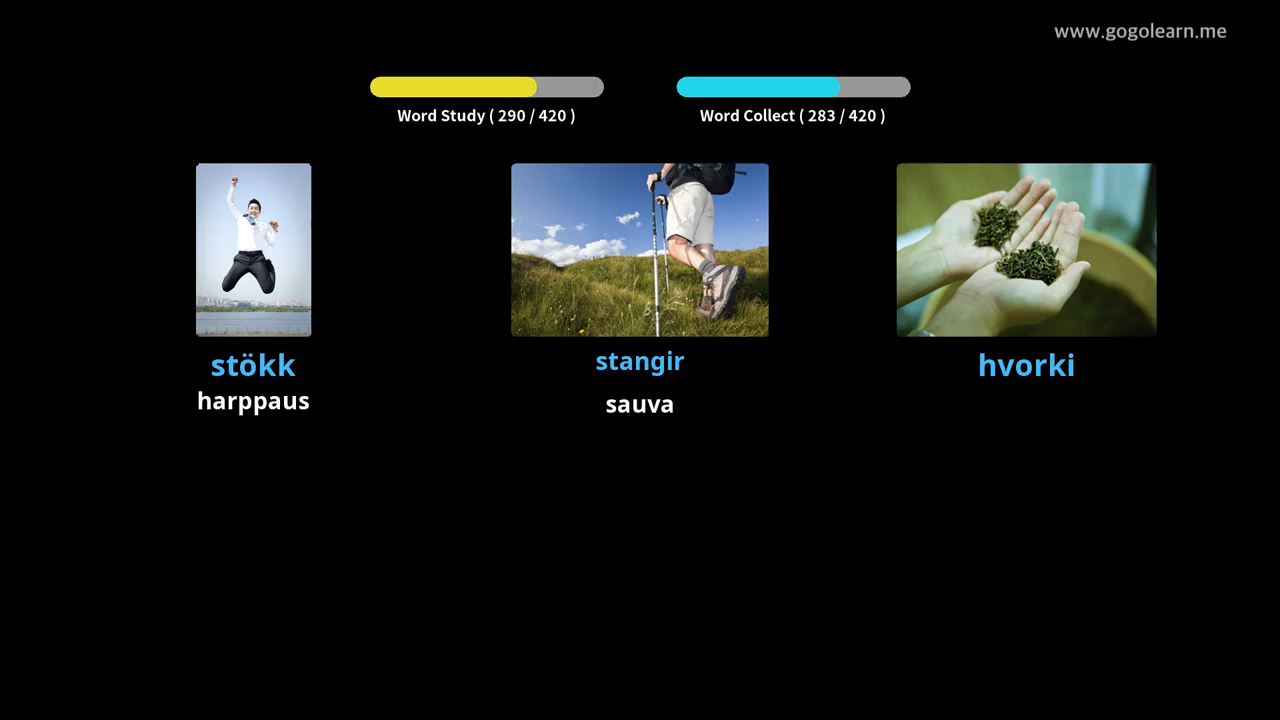 www.gogolearn.me
Word Study ( 290 / 420 )
Word Collect ( 283 / 420 )
stökk
harppaus
stangir
sauva
hvorki